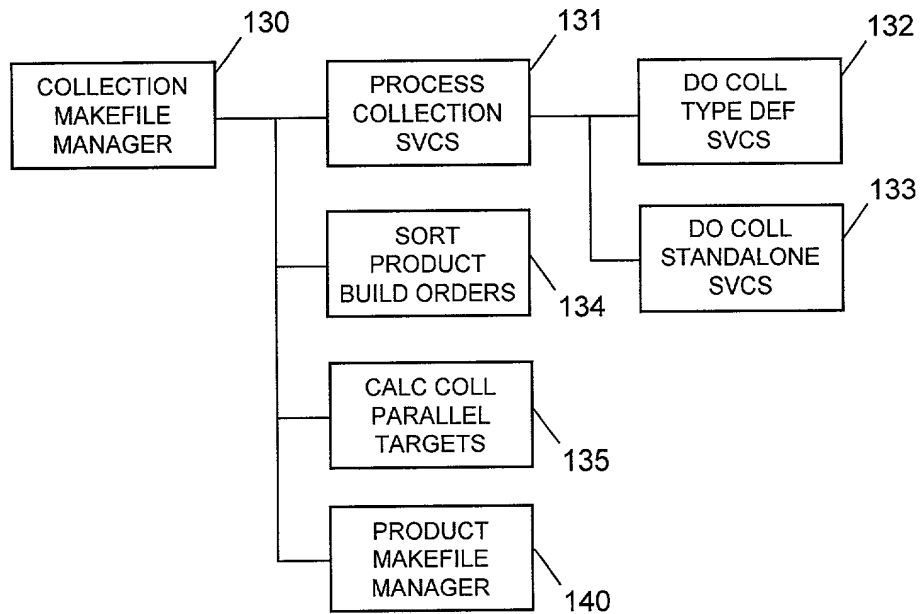 130
COLLECTION
MAKEFILE
MANAGER
131
PROCESS
COLLECTION
SVCS
132
DO COLL
TYPE DEF
SVCS
133
DO COLL
STANDALONE
SVCS
SORT
PRODUCT
BUILD ORDERS
134
CALC COLL
PARALLEL
TARGETS
135
PRODUCT
MAKEFILE
MANAGER
140